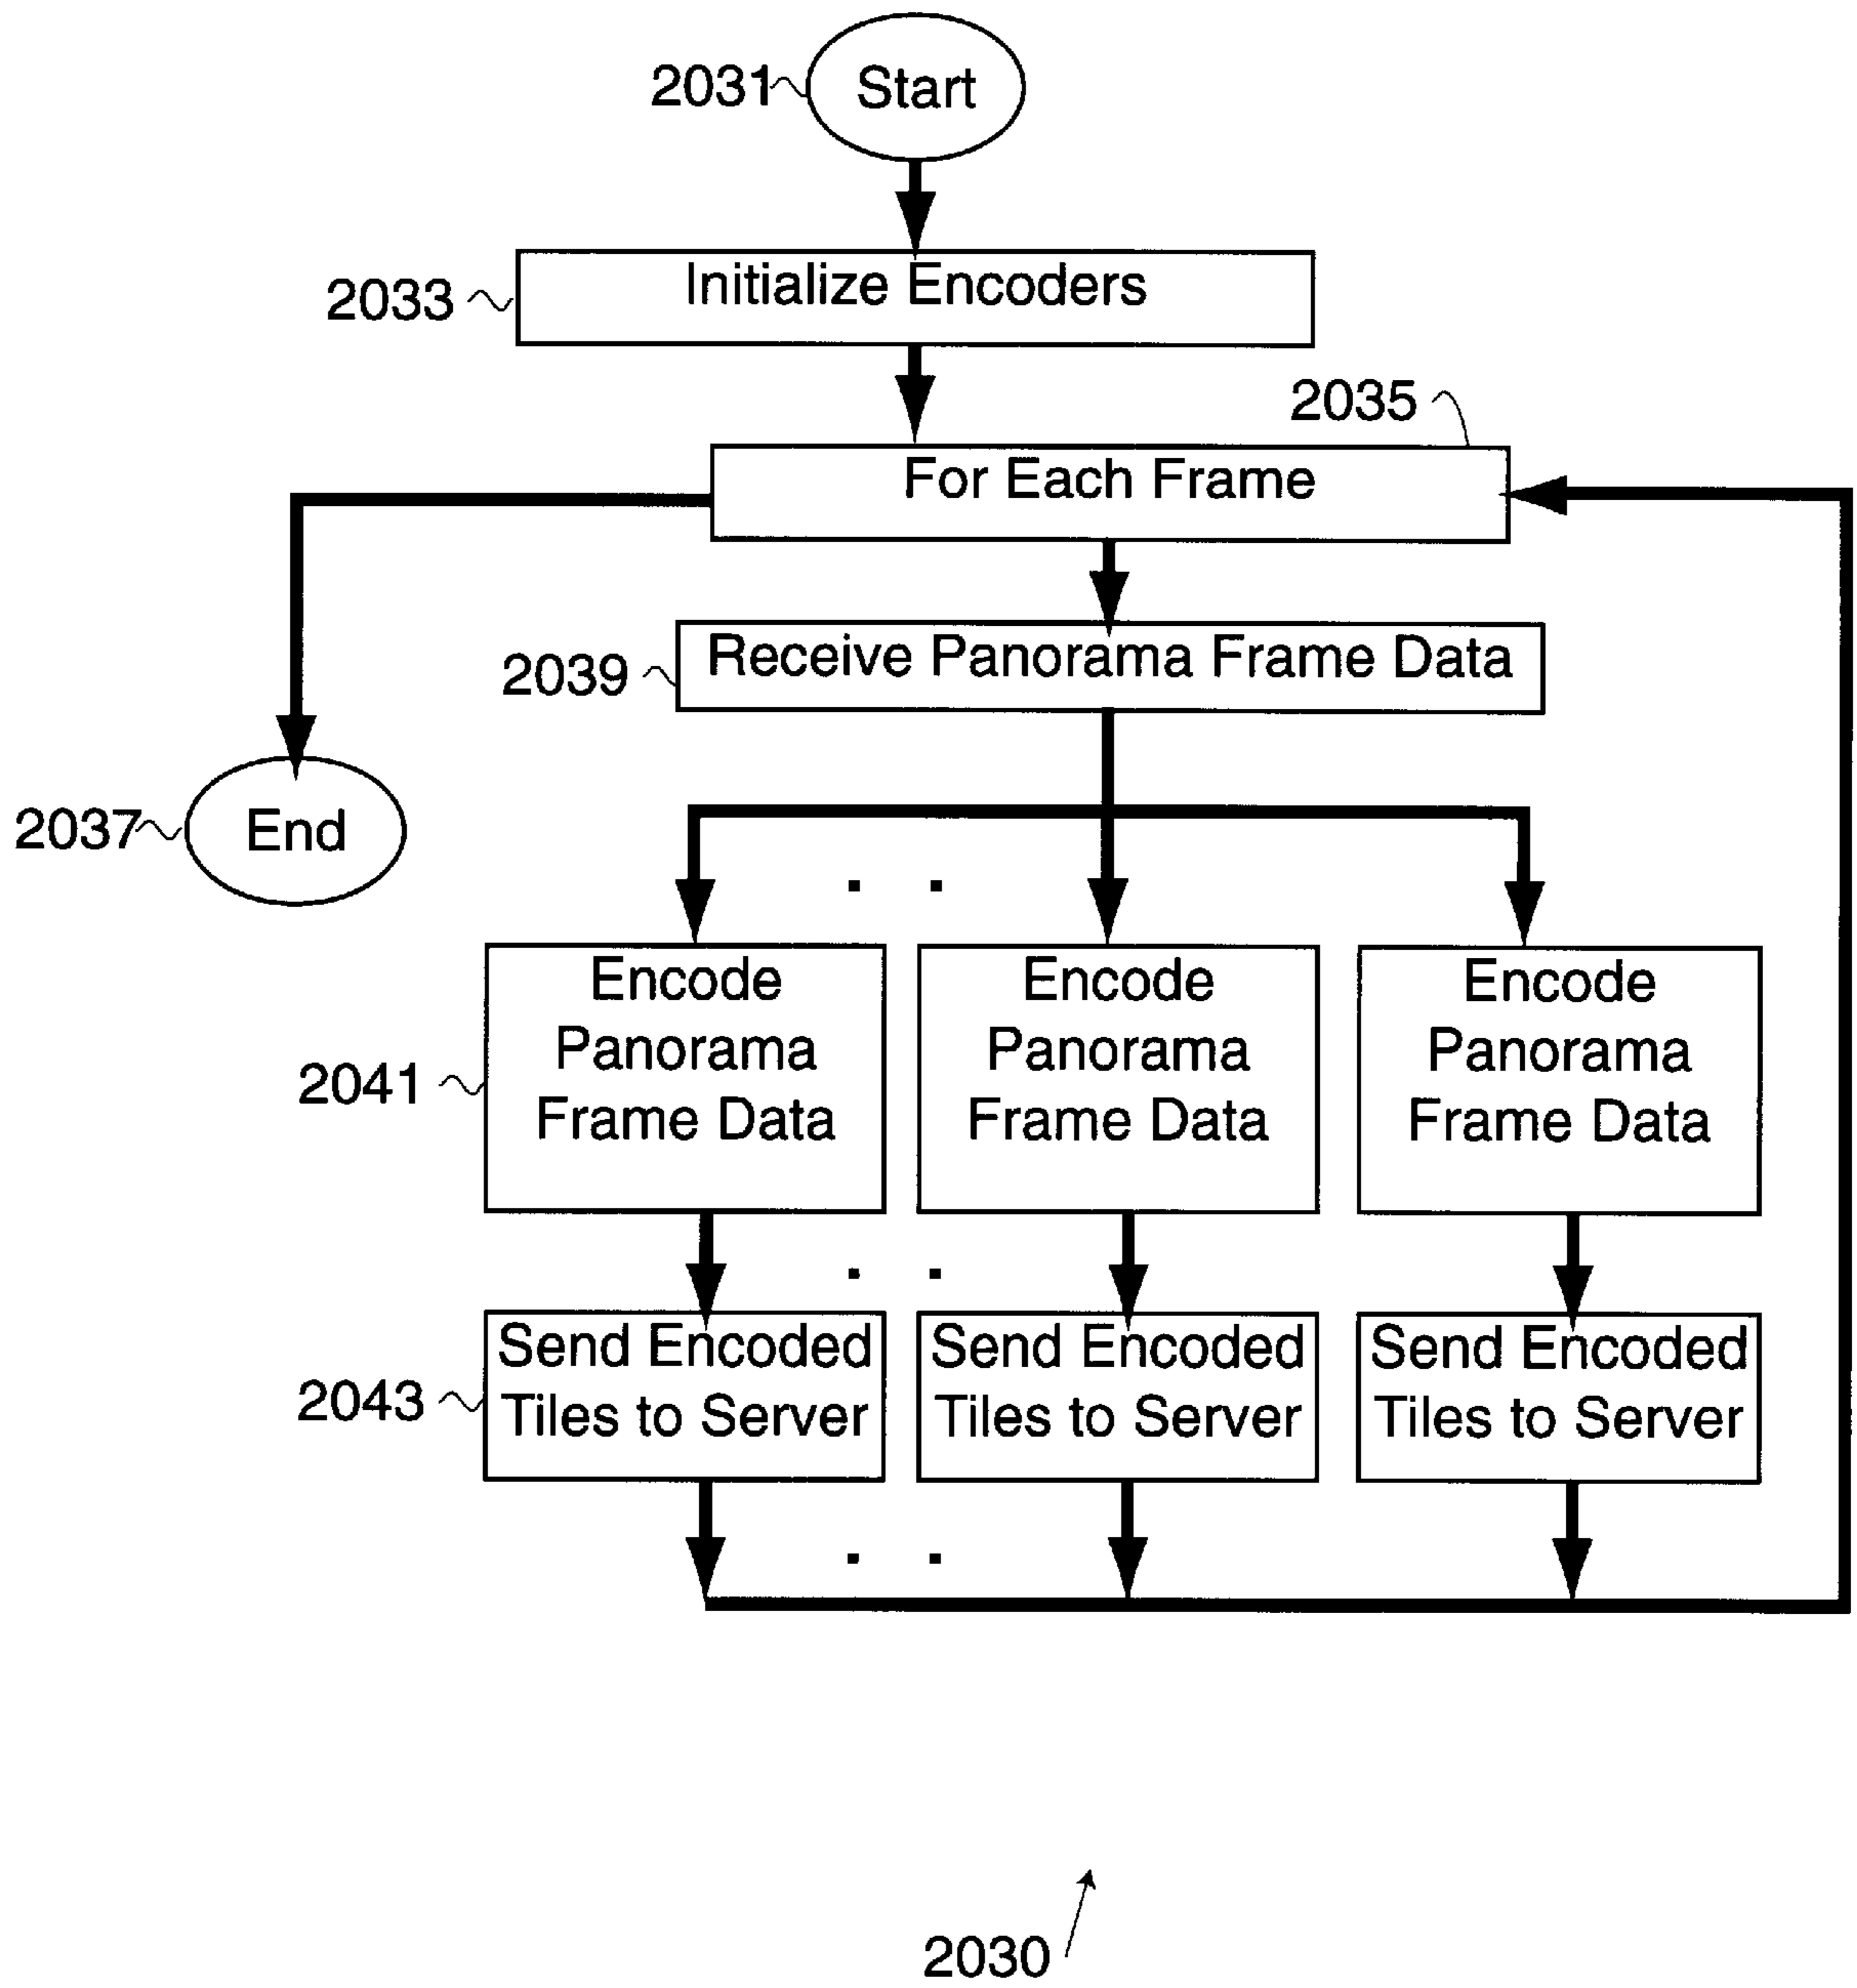 2031 Start
2033 Initialize Encoders
2035
For Each Frame
2039 Receive Panorama Frame Data
2037 End
Encode Encode Encode
Panorama Panorama Panorama
2041
Frame Data Frame Data Frame Data
Send Encoded Send Encoded Send Encoded
2043 Tiles to Server Tiles to Server Tiles to Server
2030